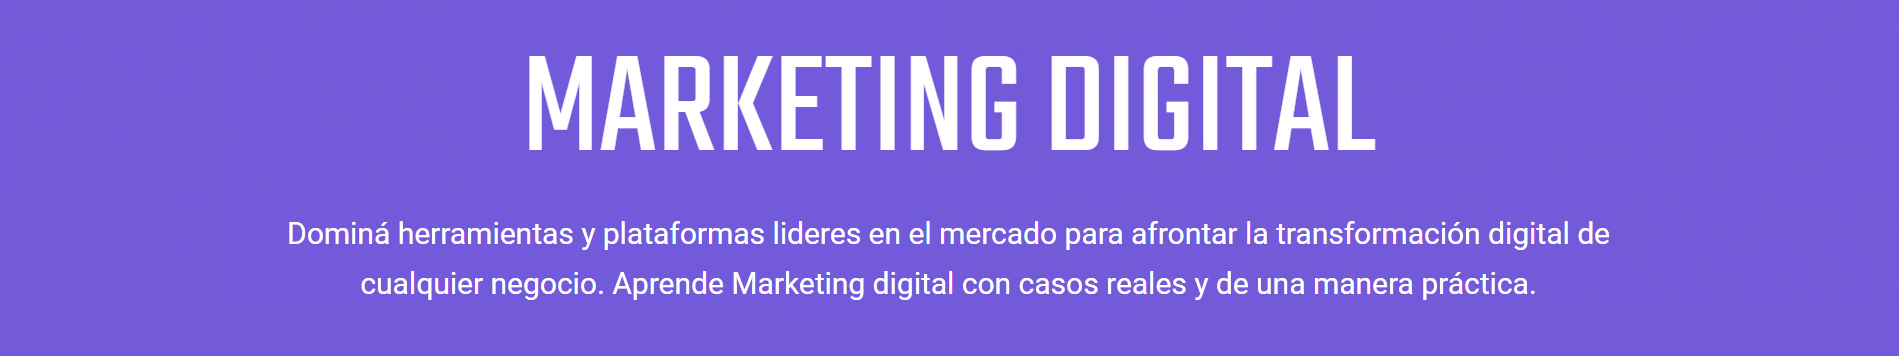 MARKETING DIGITAL
Dominá herramientas y plataformas lideres en el mercado para afrontar la transformación digital de
cualquier negocio. Aprende Marketing digital con casos reales y de una manera práctica.